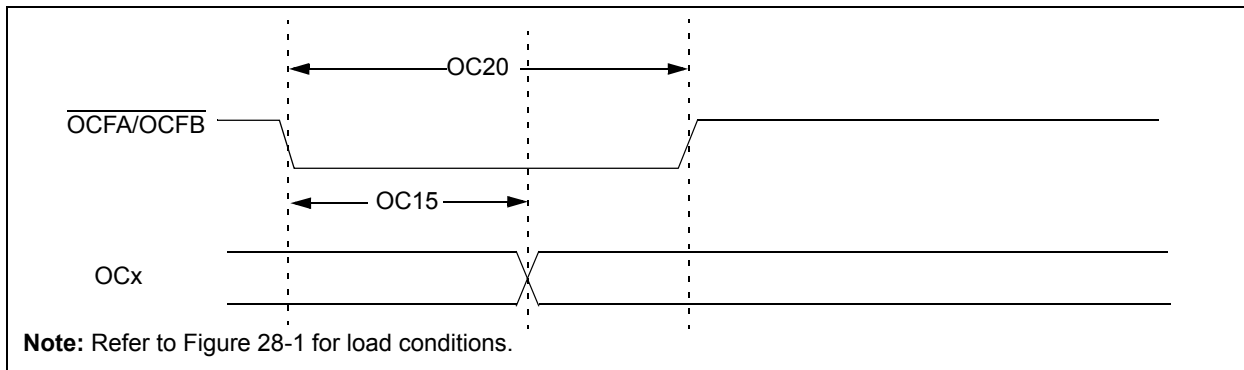 OC20
OCFA/OCFB
OC15
OCx
Note: Refer to Figure 28-1 for load conditions.